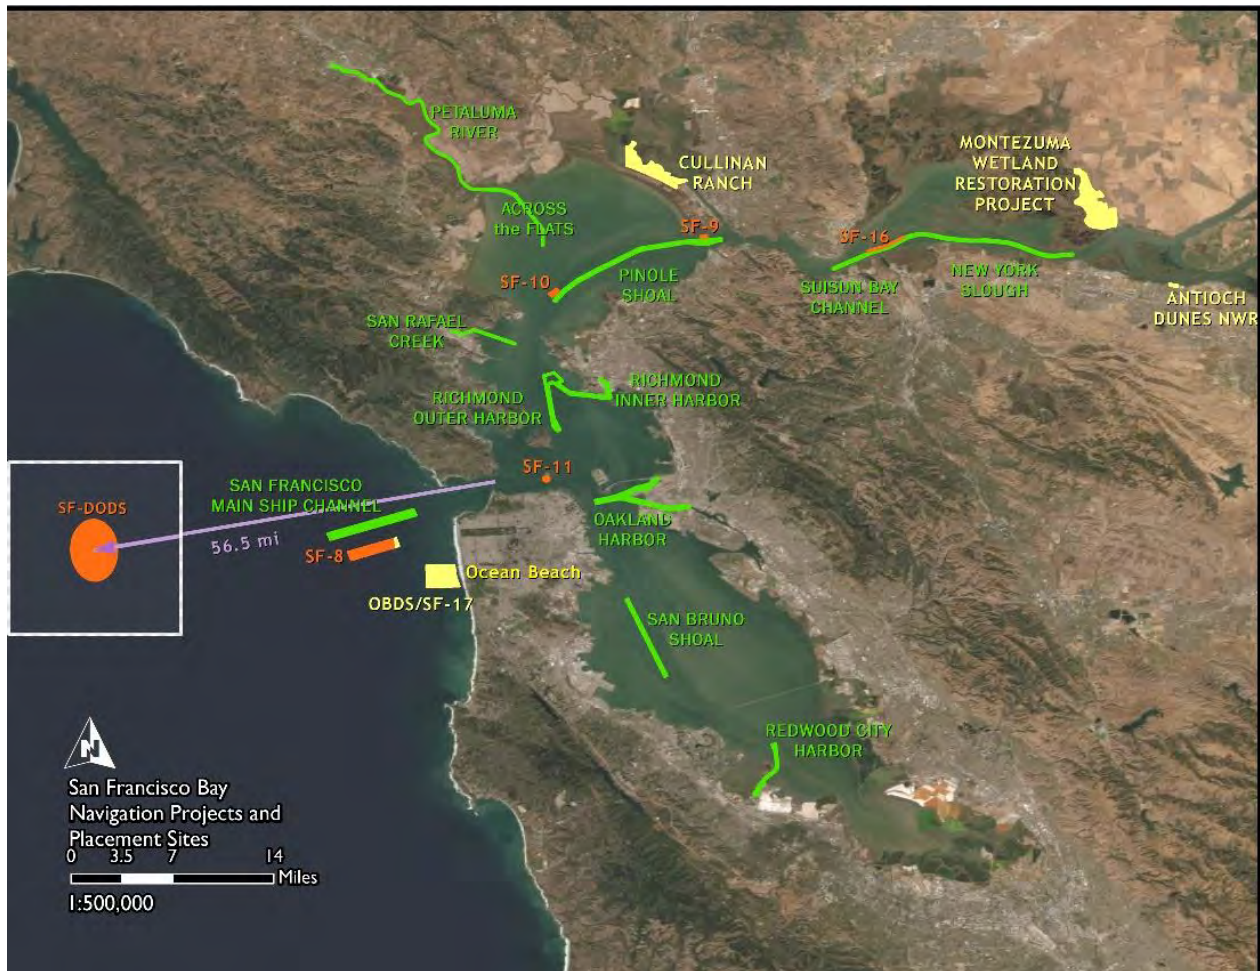 PETALUMA
RIVER
CULLINAN
RANCH
MONTEZUMA
WETLAND
RESTORATION
PROJECT
ACROSS
the FLATS
SF-9
SF-16
SF-10
PINOLE
SHOAL
SUISUN BAY
CHANNEL
NEW YORK
SLOUGH
ANTIOCH
DUNES NWR
SAN RAFAEL
CREEK
RICHMOND
OUTER HARBOR
RICHMOND
INNER HARBOR
SF-11
SAN FRANCISCO
MAIN SHIP CHANNEL
SF-DODS
56.5 mi
SF-8
OAKLAND
HARBOR
Ocean Beach
OBDS/SF-17
SAN BRUNO
SHOAL
REDWOOD CITY
HARBOR
N
San Francisco Bay
Navigation Projects and
Placement Sites
0 3.5 7 14
Miles
1:500,000